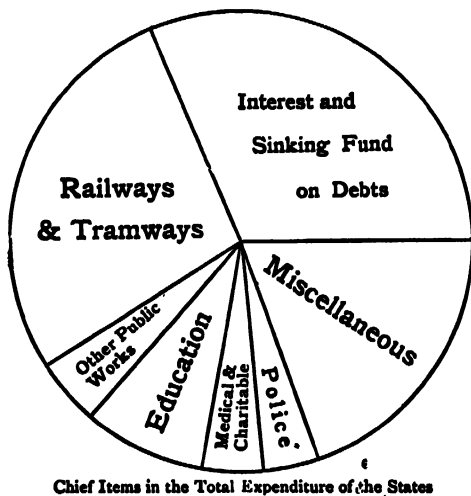 Interest and
Sinking Fund
on Debts
Railways
& Tramways
Miscellaneous
Other Public
Works
Education
Medical &
Charitable
Police
Chief Items in the Total Expenditure of the States